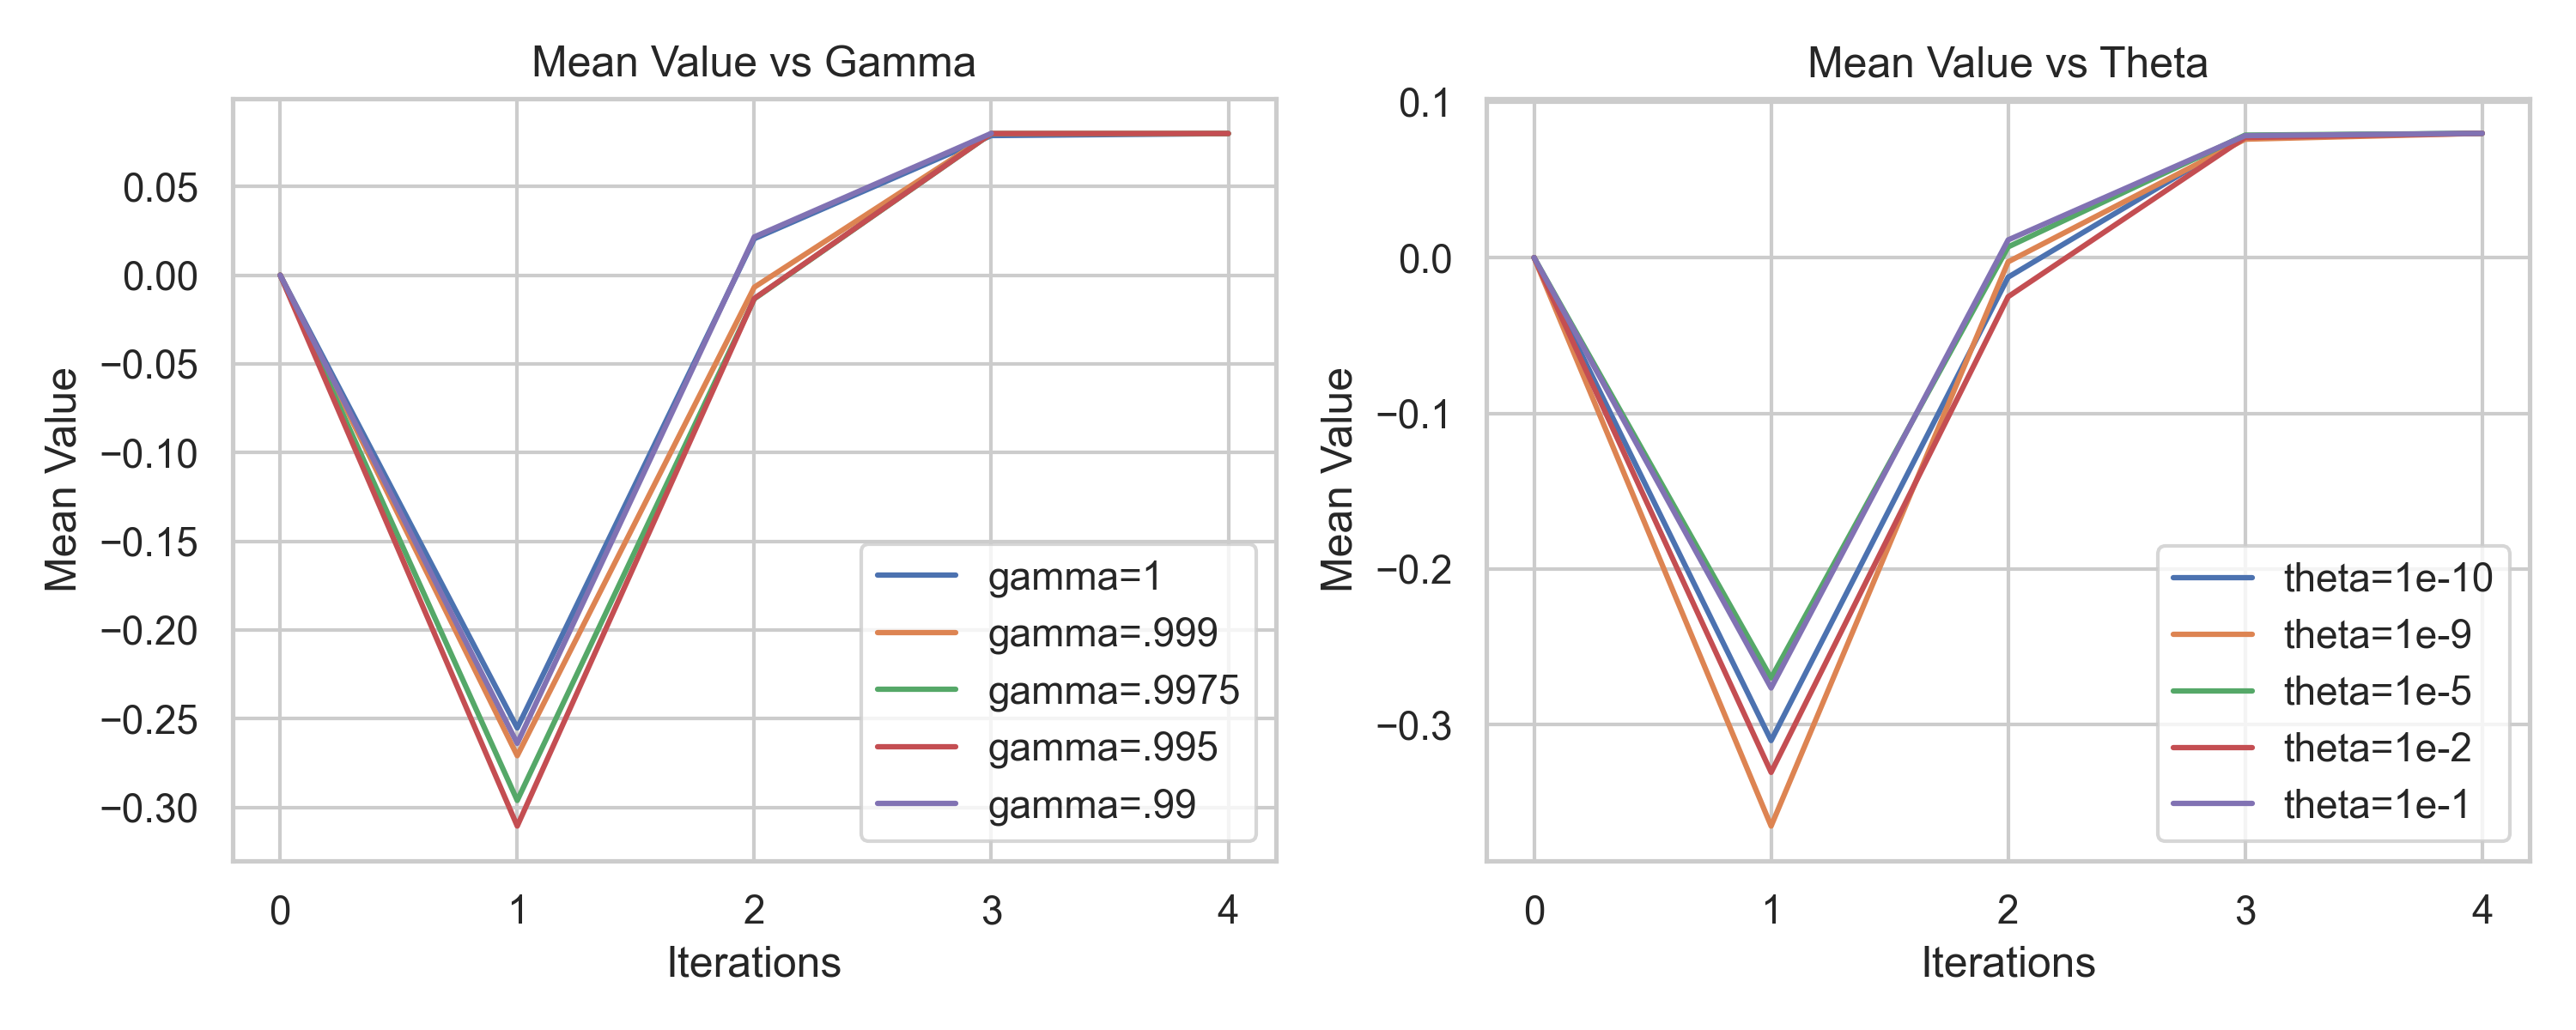 Mean Value vs Gamma
Mean Value
0.05
0.00
−0.05
−0.10
−0.15
−0.20
−0.25
−0.30
gamma=1
gamma=.999
gamma=.9975
gamma=.995
gamma=.99
0 1 2 3 4
Iterations
Mean Value vs Theta
Mean Value
0.1
0.0
−0.1
−0.2
−0.3
theta=1e-10
theta=1e-9
theta=1e-5
theta=1e-2
theta=1e-1
0 1 2 3 4
Iterations